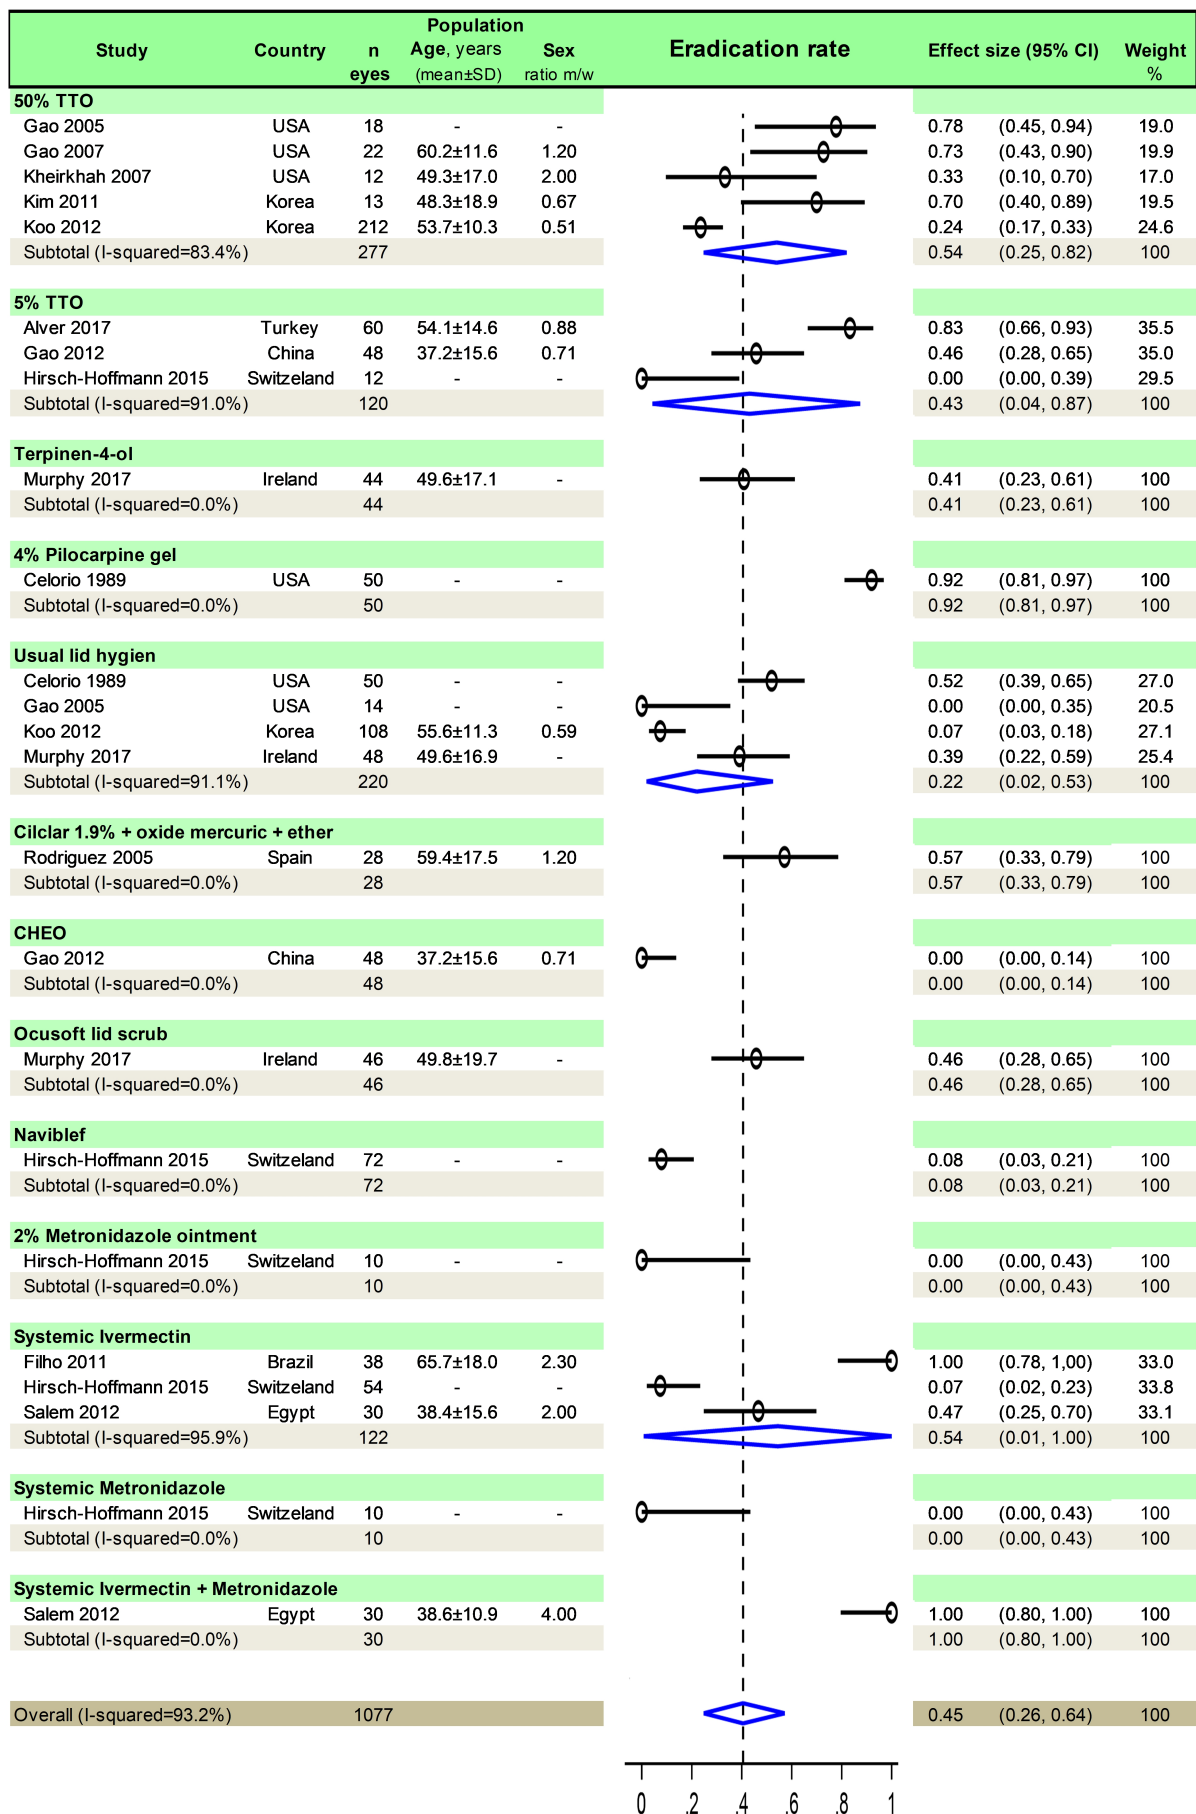 Population
Study Country n Age, years Sex Eradication rate Effect size (95% CI) Weight
eyes (mean±SD) ratio m/w %
50% TTO
Gao 2005 USA 18 - - 0.78 (0.45, 0.94) 19.0
Gao 2007 USA 22 60.2±11.6 1.20 0.73 (0.43, 0.90) 19.9
Kheirkhah 2007 USA 12 49.3±17.0 2.00 0.33 (0.10, 0.70) 17.0
Kim 2011 Korea 13 48.3±18.9 0.67 0.70 (0.40, 0.89) 19.5
Koo 2012 Korea 212 53.7±10.3 0.51 0.24 (0.17, 0.33) 24.6
Subtotal (I-squared=83.4%) 277 0.54 (0.25, 0.82) 100
5% TTO
Alver 2017 Turkey 60 54.1±14.6 0.88 0.83 (0.66, 0.93) 35.5
Gao 2012 China 48 37.2±15.6 0.71 0.46 (0.28, 0.65) 35.0
Hirsch-Hoffmann 2015 Switzeland 12 - - 0.00 (0.00, 0.39) 29.5
Subtotal (I-squared=91.0%) 120 0.43 (0.04, 0.87) 100
Terpinen-4-ol
Murphy 2017 Ireland 44 49.6±17.1 - 0.41 (0.23, 0.61) 100
Subtotal (I-squared=0.0%) 44 0.41 (0.23, 0.61) 100
4% Pilocarpine gel
Celorio 1989 USA 50 - - 0.92 (0.81, 0.97) 100
Subtotal (I-squared=0.0%) 50 0.92 (0.81, 0.97) 100
Usual lid hygien
Celorio 1989 USA 50 - - 0.52 (0.39, 0.65) 27.0
Gao 2005 USA 14 - - 0.00 (0.00, 0.35) 20.5
Koo 2012 Korea 108 55.6±11.3 0.59 0.07 (0.03, 0.18) 27.1
Murphy 2017 Ireland 48 49.6±16.9 - 0.39 (0.22, 0.59) 25.4
Subtotal (I-squared=91.1%) 220 0.22 (0.02, 0.53) 100
Cilclar 1.9% + oxide mercuric + ether
Rodriguez 2005 Spain 28 59.4±17.5 1.20 0.57 (0.33, 0.79) 100
Subtotal (I-squared=0.0%) 28 0.57 (0.33, 0.79) 100
CHEO
Gao 2012 China 48 37.2±15.6 0.71 0.00 (0.00, 0.14) 100
Subtotal (I-squared=0.0%) 48 0.00 (0.00, 0.14) 100
Ocusoft lid scrub
Murphy 2017 Ireland 46 49.8±19.7 - 0.46 (0.28, 0.65) 100
Subtotal (I-squared=0.0%) 46 0.46 (0.28, 0.65) 100
Naviblef
Hirsch-Hoffmann 2015 Switzeland 72 - - 0.08 (0.03, 0.21) 100
Subtotal (I-squared=0.0%) 72 0.08 (0.03, 0.21) 100
2% Metronidazole ointment
Hirsch-Hoffmann 2015 Switzeland 10 - - 0.00 (0.00, 0.43) 100
Subtotal (I-squared=0.0%) 10 0.00 (0.00, 0.43) 100
Systemic Ivermectin
Filho 2011 Brazil 38 65.7±18.0 2.30 1.00 (0.78, 1,00) 33.0
Hirsch-Hoffmann 2015 Switzeland 54 - - 0.07 (0.02, 0.23) 33.8
Salem 2012 Egypt 30 38.4±15.6 2.00 0.47 (0.25, 0.70) 33.1
Subtotal (I-squared=95.9%) 122 0.54 (0.01, 1.00) 100
Systemic Metronidazole
Hirsch-Hoffmann 2015 Switzeland 10 - - 0.00 (0.00, 0.43) 100
Subtotal (I-squared=0.0%) 10 0.00 (0.00, 0.43) 100
Systemic Ivermectin + Metronidazole
Salem 2012 Egypt 30 38.6±10.9 4.00 1.00 (0.80, 1.00) 100
Subtotal (I-squared=0.0%) 30 1.00 (0.80, 1.00) 100
Overall (I-squared=93.2%) 1077 0.45 (0.26, 0.64) 100
0 .2 .4 .6 .8 1